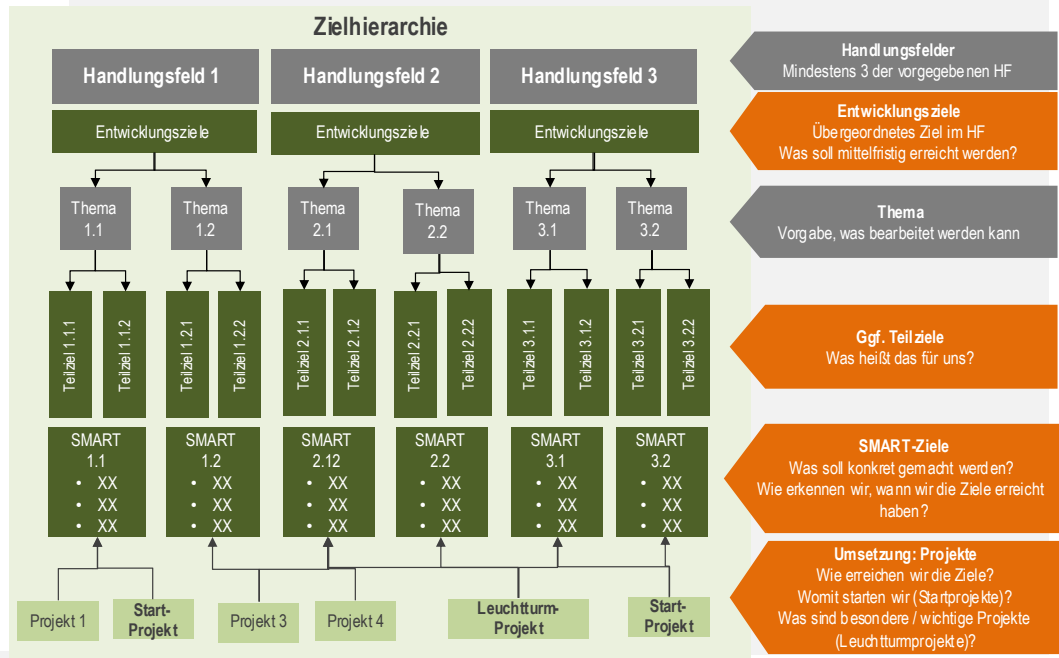 Zielhierarchie
Handlungsfeld 1
Handlungsfeld 2
Handlungsfeld 3
Handlungsfelder
Mindestens 3 der vorgegebenen HF
Entwicklungsziele
Entwicklungsziele
Entwicklungsziele
Entwicklungsziele
Übergeordnetes Ziel im HF
Was soll mittelfristig erreicht werden?
Thema
1.1
Thema
1.2
Thema
2.1
Thema
2.2
Thema
3.1
Thema
3.2
Thema
Vorgabe, was bearbeitet werden kann
Teilziel 1.1.1
Teilziel 1.1.2
Teilziel 1.2.1
Teilziel 1.2.2
Teilziel 2.1.1
Teilziel 2.1.2
Teilziel 2.2.1
Teilziel 2.2.2
Teilziel 3.1.1
Teilziel 3.1.2
Teilziel 3.2.1
Teilziel 3.2.2
Ggf. Teilziele
Was heißt das für uns?
SMART
1.1
• XX
• XX
• XX
SMART
1.2
• XX
• XX
• XX
SMART
2.12
• XX
• XX
• XX
SMART
2.2
• XX
• XX
• XX
SMART
3.1
• XX
• XX
• XX
SMART
3.2
• XX
• XX
• XX
SMART-Ziele
Was soll konkret gemacht werden?
Wie erkennen wir, wann wir die Ziele erreicht
haben?
Projekt 1
Start-
Projekt
Projekt 3
Projekt 4
Leuchtturm-
Projekt
Start-
Projekt
Umsetzung: Projekte
Wie erreichen wir die Ziele?
Womit starten wir (Startprojekte)?
Was sind besondere / wichtige Projekte
(Leuchtturmprojekte)?